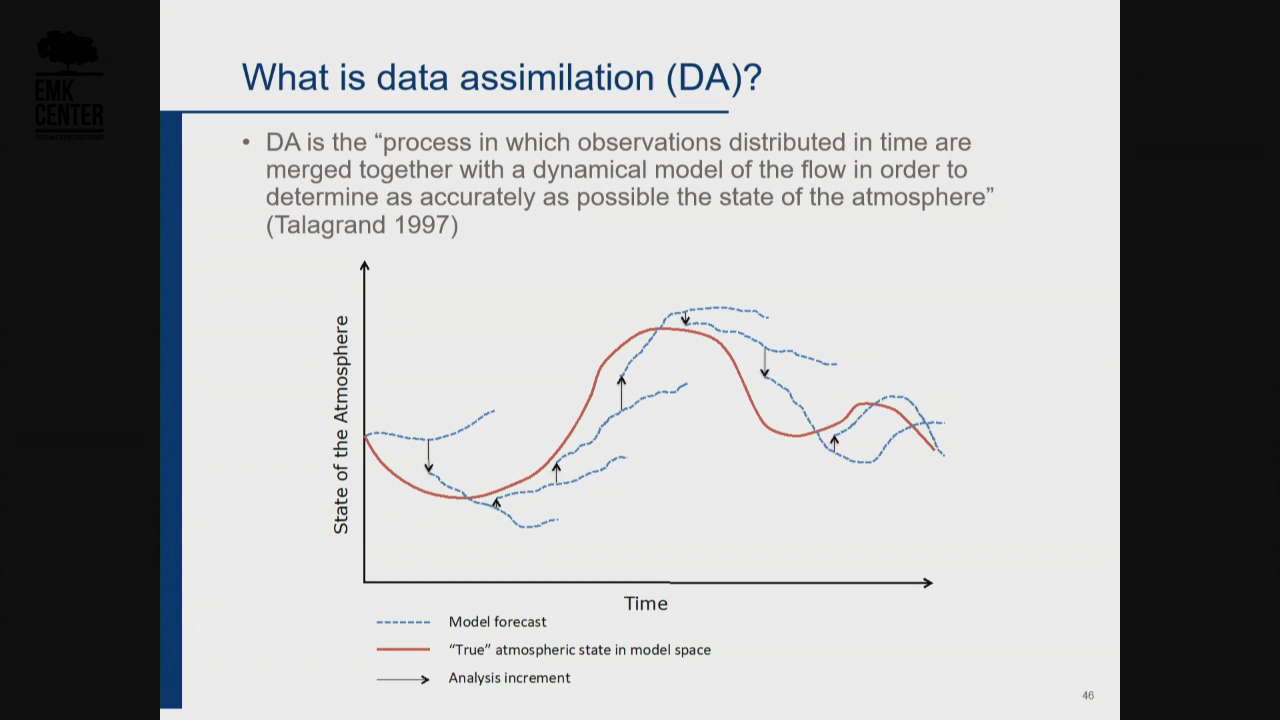 EMK
CENTER
What is data assimilation (DA)?
• DA is the “process in which observations distributed in time are
merged together with a dynamical model of the flow in order to
determine as accurately as possible the state of the atmosphere”
(Talagrand 1997)
State of the Atmosphere
Time
Model forecast
“True” atmospheric state in model space
Analysis increment
46